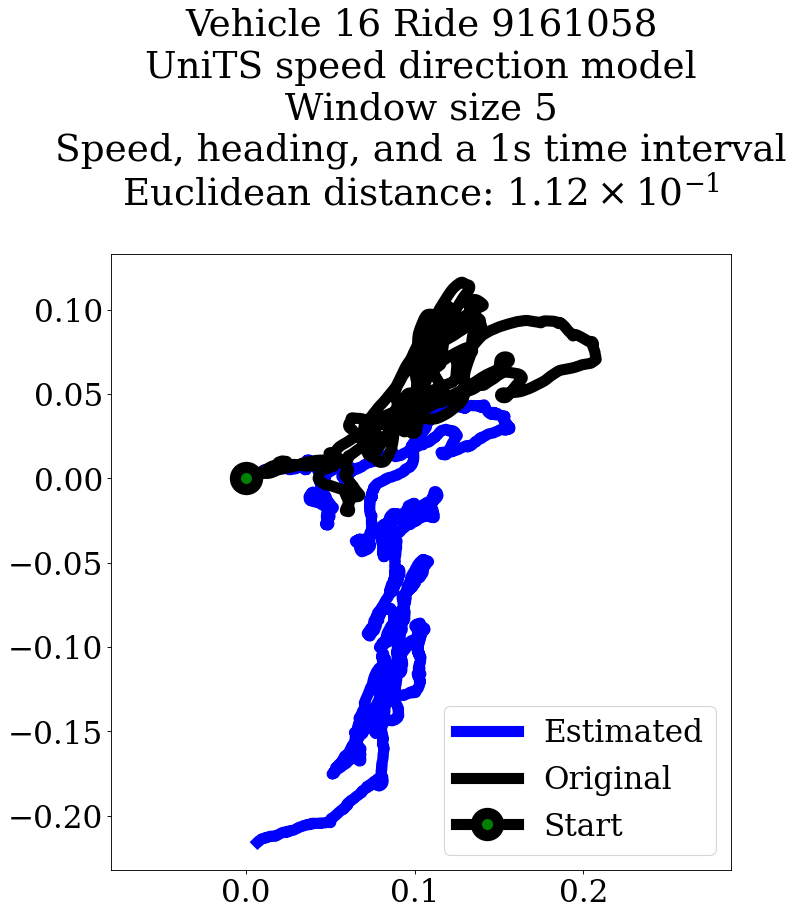 Vehicle 16 Ride 9161058
UniTS speed direction model
Window size 5
Speed, heading, and a 1s time interval
Euclidean distance: 1.12 × 10⁻¹
0.10
0.05
0.00
−0.05
−0.10
−0.15
−0.20
Estimated
Original
Start
0.0 0.1 0.2